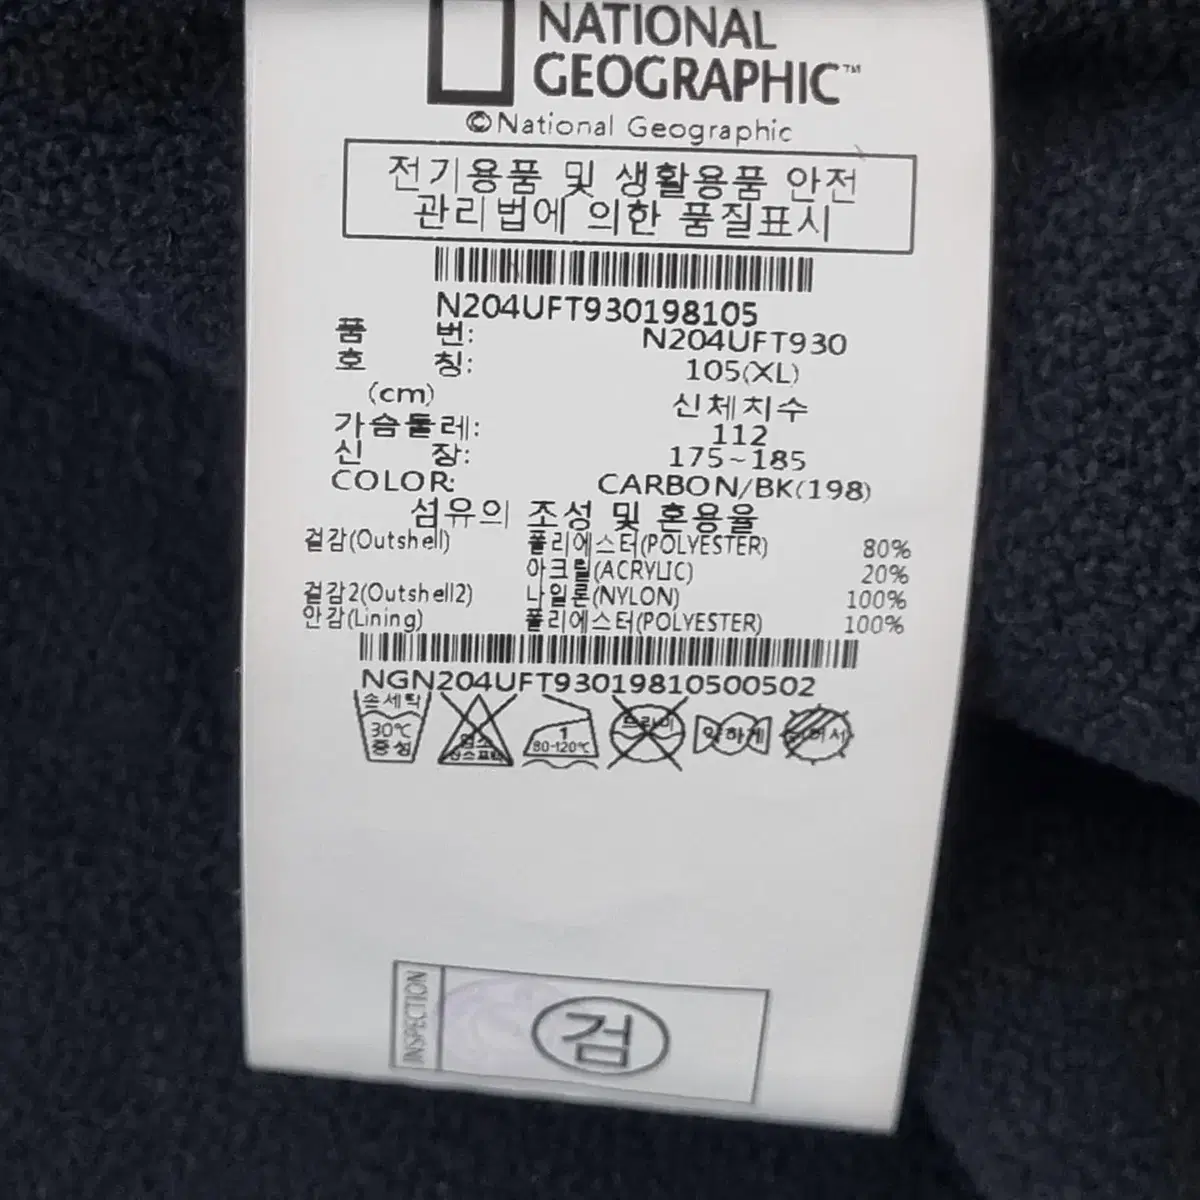 NATIONAL
GEOGRAPHIC™
©National Geographic
전기용품 및 생활용품 안전
관리법에 의한 품질표시
N204UFT930198105
품 번: N204UFT930
호 칭: 105(XL)
(cm) 신체치수
가슴둘레: 112
신 장: 175~185
COLOR: CARBON/BK(198)
섬유의 조성 및 혼용율
겉감(Outshell) 폴리에스터(POLYESTER) 80%
아크릴(ACRYLIC) 20%
겉감2(Outshell2) 나일론(NYLON) 100%
안감(Lining) 폴리에스터(POLYESTER) 100%
NGN204UFT93019810500502
손세탁
30℃
중성
1
80-120℃
드라이
약하게
INSPECTION
검